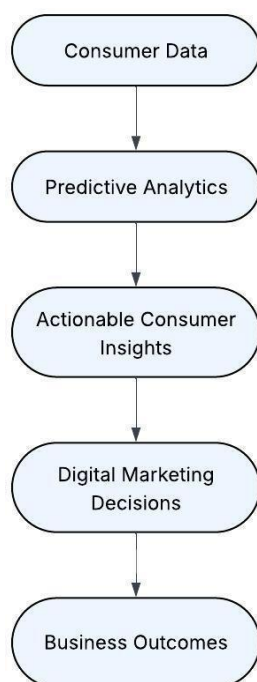 Consumer Data
Predictive Analytics
Actionable Consumer
Insights
Digital Marketing
Decisions
Business Outcomes